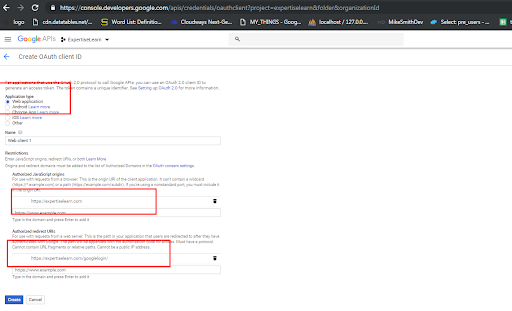 https://console.developers.google.com/apis/credentials/oauthclient?project=expertiselearn&folder&organizationId
logo cdn.datatables.net/ Word List: Definitio... Cloudways Next-Ge... MY_THINGS - Goog... localhost / 127.0.0... MikeSmithDev Select: pre_users - ...
Google APIs ExpertiseLearn
Create OAuth client ID
2.0 protocol to call Google APIs, you can use an OAuth 2.0 client ID to
generate an access token. The token contains a unique identifier. See Setting up OAuth 2.0 for more information.
Application type
Web application
Android Learn more
Chrome App Learn more
iOS Learn more
Other
Name
Web client 1
Restrictions
Enter JavaScript origins, redirect URIs, or both Learn More
Origins and redirect domains must be added to the list of Authorized Domains in the OAuth consent settings.
Authorized JavaScript origins
For use with requests from a browser. This is the origin URI of the client application. It can't contain a wildcard
(https://*.example.com) or a path (https://example.com/subdir). If you're using a nonstandard port, you must include it
in the origin URI.
https://expertiselearn.com
https://www.example.com
Type in the domain and press Enter to add it
Authorized redirect URIs
For use with requests from a web server. This is the path in your application that users are redirected to after they have
authenticated with Google. The path will be appended with the authorization code for access. Must have a protocol.
Cannot contain URL fragments or relative paths. Cannot be a public IP address.
https://expertiselearn.com/googlelogin/
https://www.example.com
Type in the domain and press Enter to add it
Create Cancel